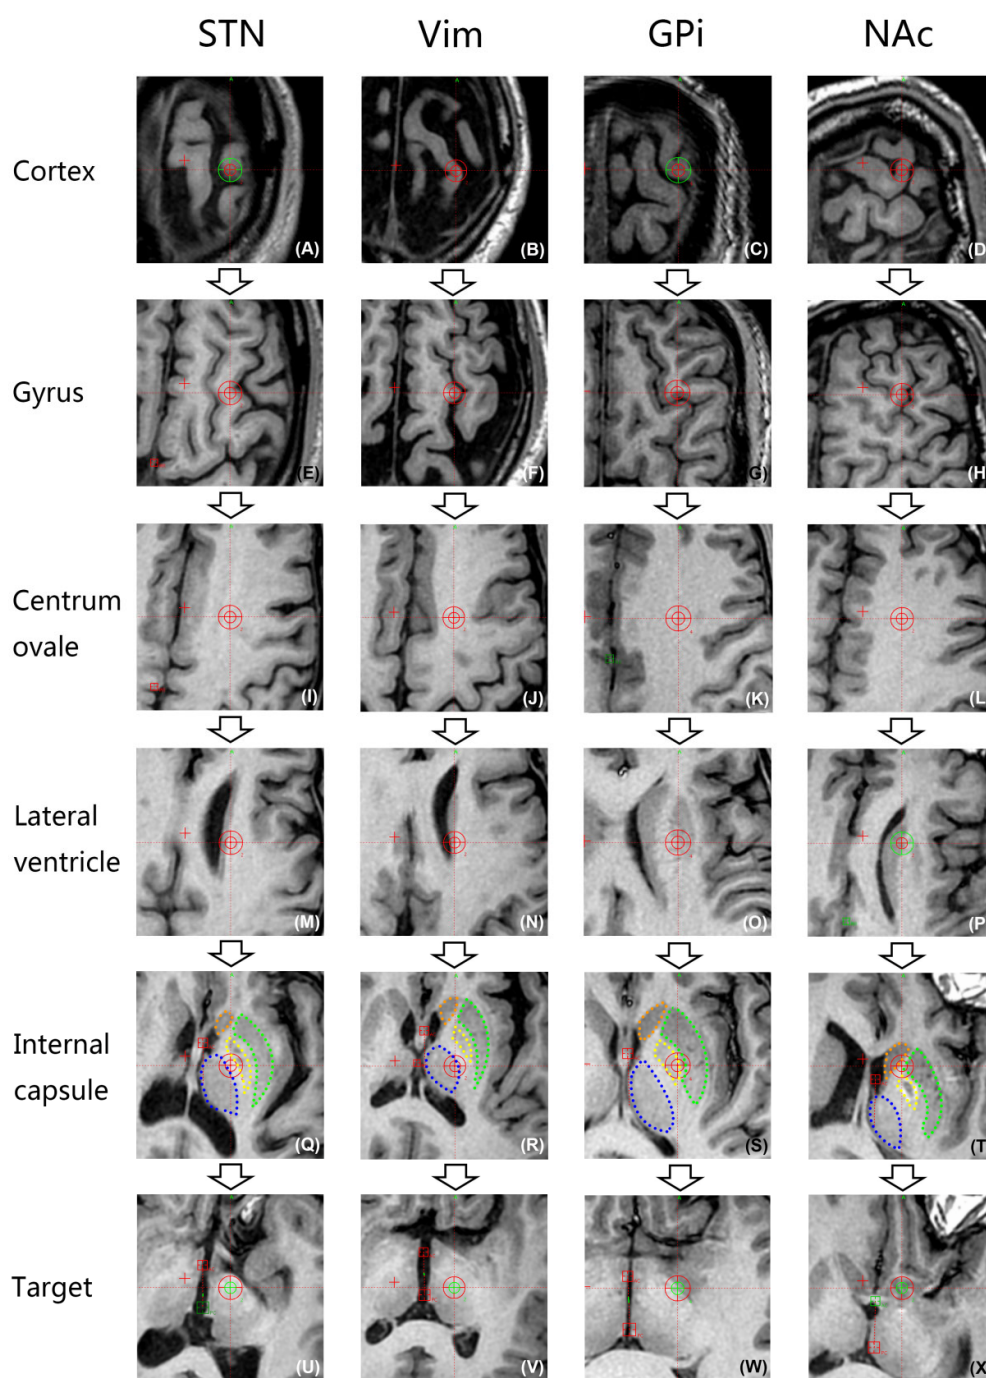 STN Vim GPi NAc
Cortex
(A) (B) (C) (D)
Gyrus
(E) (F) (G) (H)
Centrum
ovale
(I) (J) (K) (L)
Lateral
ventricle
(M) (N) (O) (P)
Internal
capsule
(Q) (R) (S) (T)
Target
(U) (V) (W) (X)